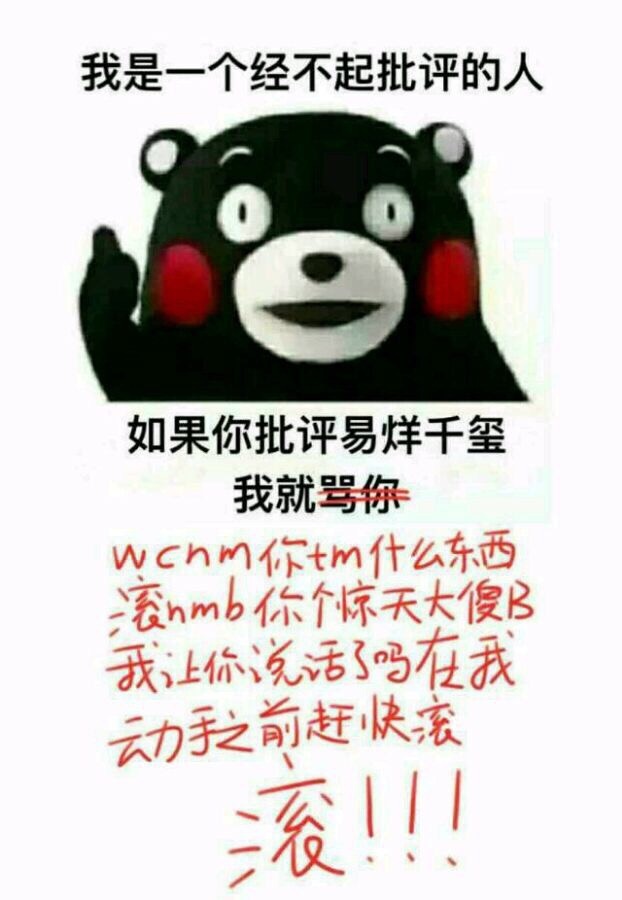 我是一个经不起批评的人
如果你批评易烊千玺
我就骂你
wcnm你tm什么东西
滚nmb你个惊天大傻B
我让你说话了吗在我
动手之前赶快滚
滚!!!